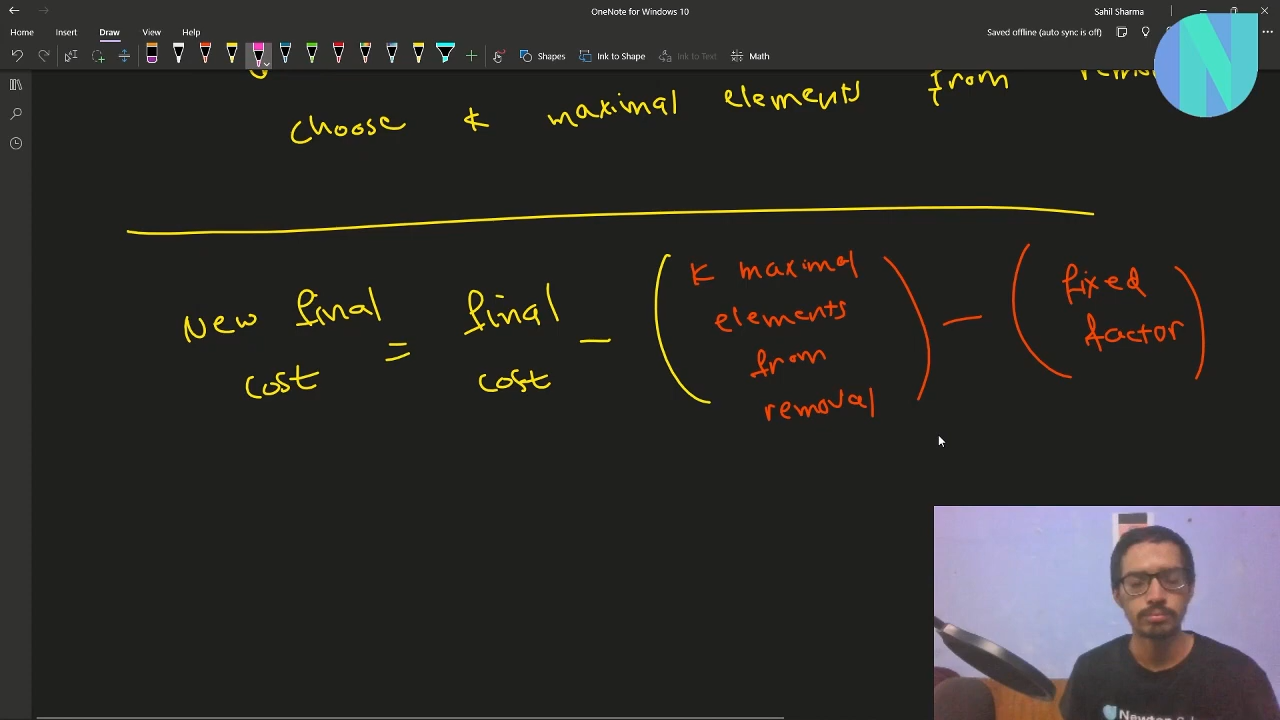 OneNote for Windows 10
Sahil Sharma
Home Insert Draw View Help
Saved offline (auto sync is off)
Shapes Ink to Shape Ink to Text Math
choose k maximal elements from
New final cost = final cost - ( K maximal elements from removal ) - ( fixed factor )